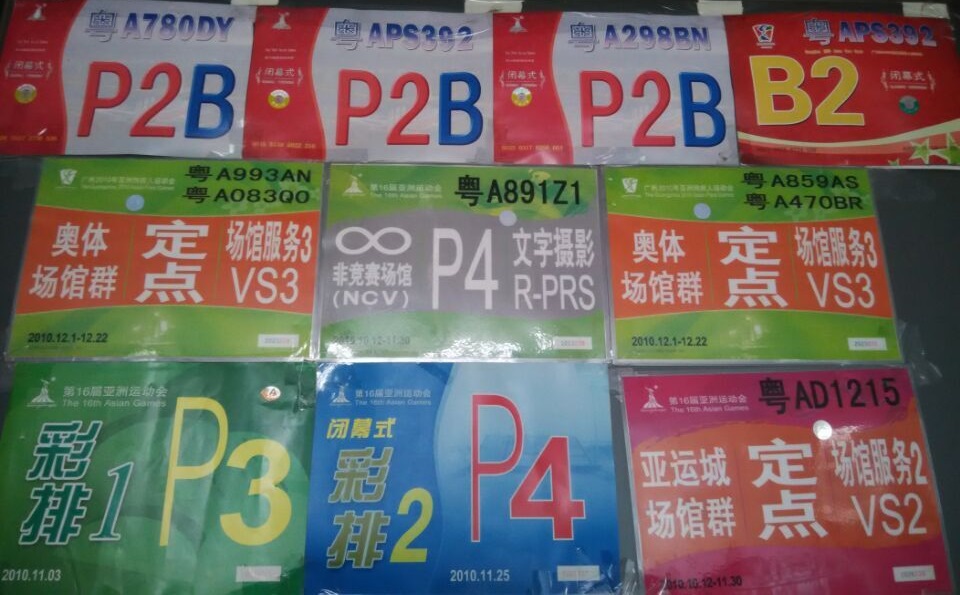 粤A780DY
闭幕式
P2B
粤APS392
闭幕式
P2B
粤A298BN
闭幕式
P2B
粤APS392
B2
闭幕式
粤A993AN
粤A083Q0
奥体
场馆群
定点
场馆服务3
VS3
2010.12.1-12.22
第16届亚洲运动会
The 16th Asian Games
粤A891Z1
非竞赛场馆
(NCV)
P4
文字摄影
R-PRS
2010.10.12-11.30
粤A859AS
粤A470BR
奥体
场馆群
定点
场馆服务3
VS3
2010.12.1-12.22
第16届亚洲运动会
The 16th Asian Games
彩排1
P3
2010.11.03
第16届亚洲运动会
The 16th Asian Games
闭幕式
彩排2
P4
2010.11.25
第16届亚洲运动会
The 16th Asian Games
粤AD1215
亚运城
场馆群
定点
场馆服务2
VS2
2010.10.12-11.30